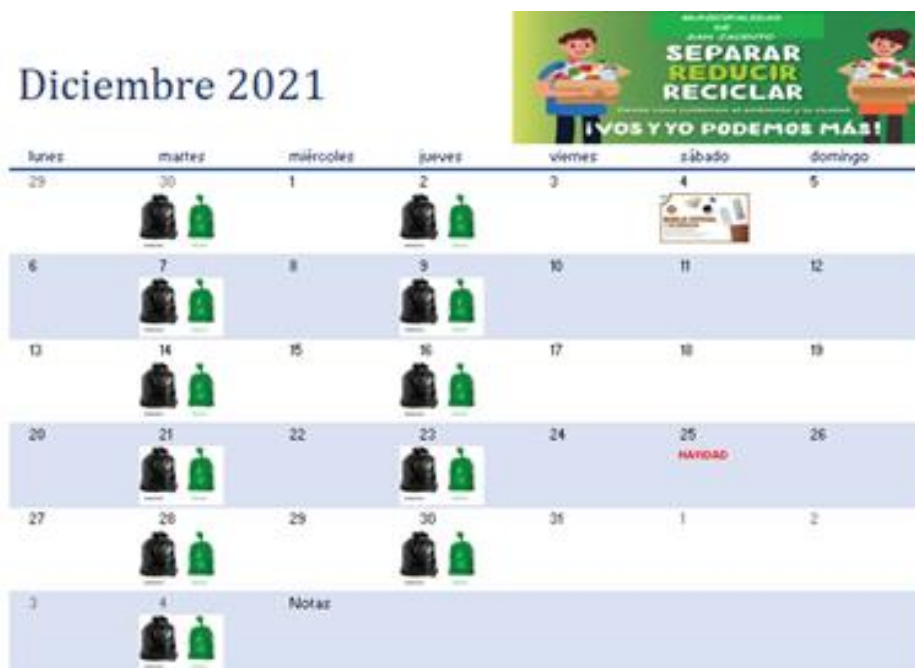 MUNICIPALIDAD
DE
SAN JACINTO
SEPARAR
REDUCIR
RECICLAR
¡VOS Y YO PODEMOS MÁS!
Diciembre 2021
lunes martes miércoles jueves viernes sábado domingo
29 30 1 2 3 4 5
6 7 8 9 10 11 12
13 14 15 16 17 18 19
20 21 22 23 24 25 26
NAVIDAD
27 28 29 30 31 1 2
3 4 Notas